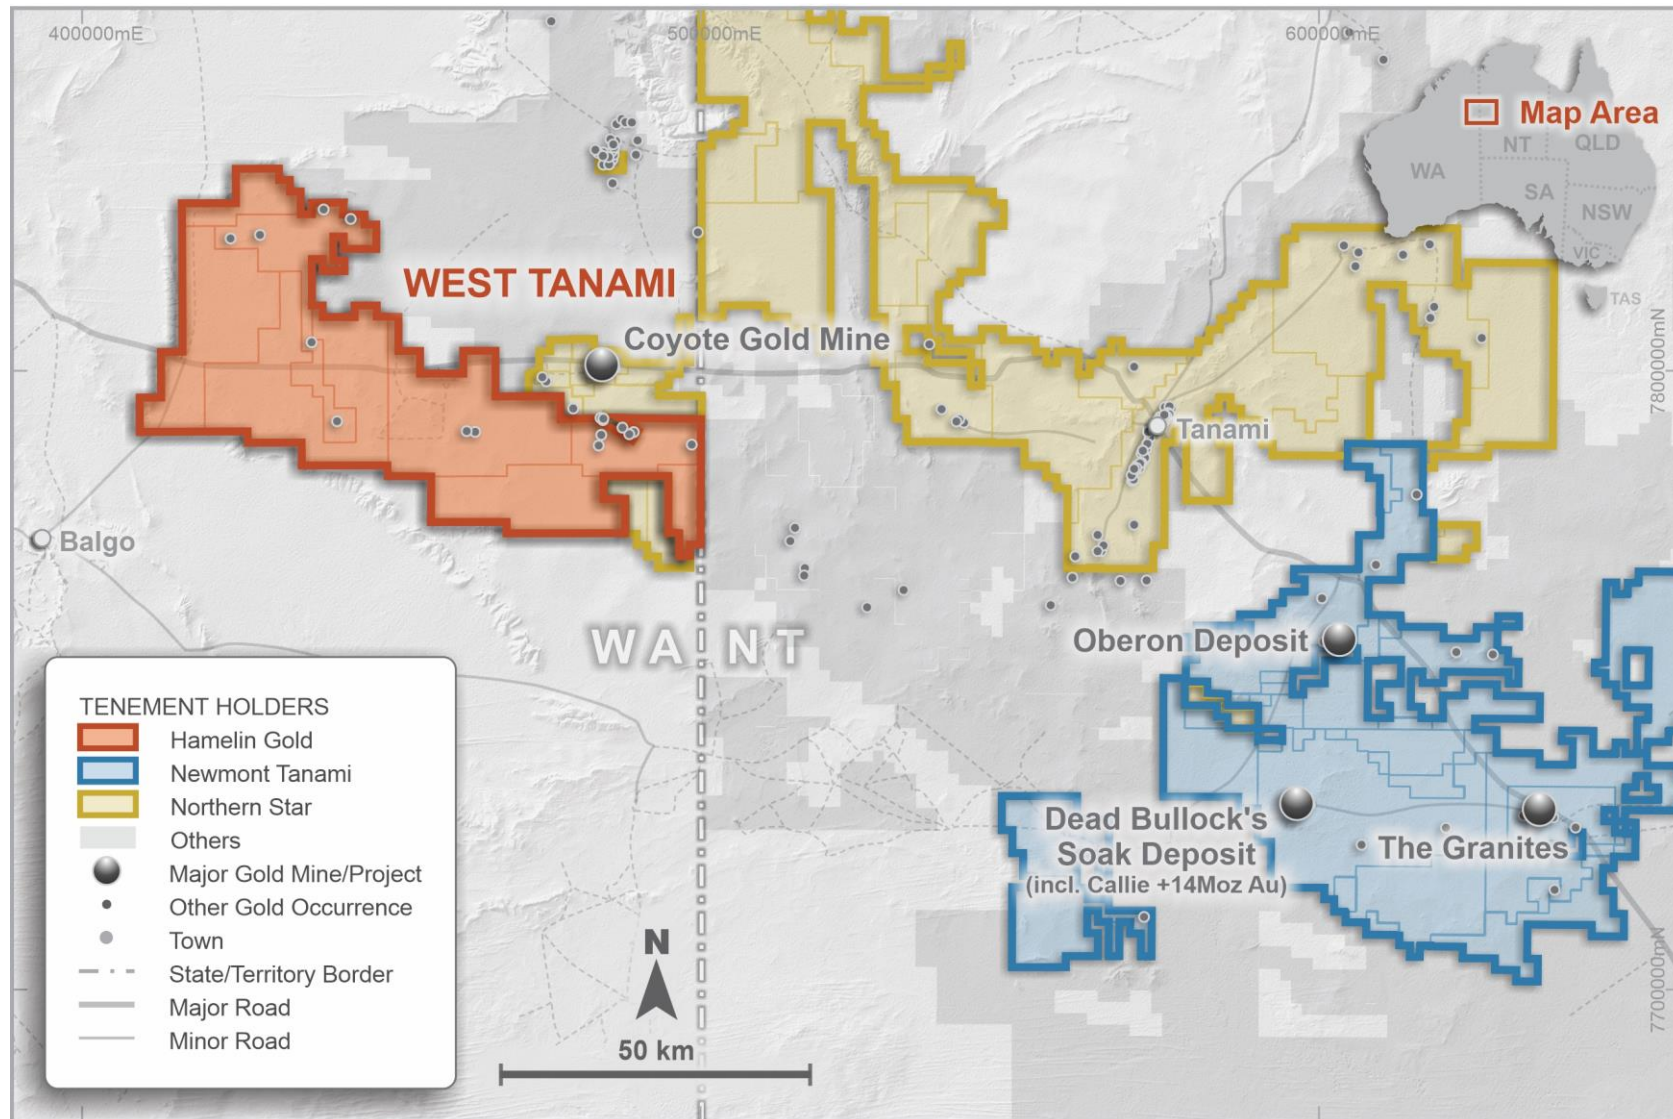 400000mE
500000mE
600000mE
Map Area
WA
NT
QLD
SA
NSW
VIC
TAS
WEST TANAMI
Coyote Gold Mine
7800000mN
Tanami
Balgo
WA NT
Oberon Deposit
Dead Bullock's
Soak Deposit
(incl. Callie +14Moz Au)
The Granites
7700000mN
TENEMENT HOLDERS
Hamelin Gold
Newmont Tanami
Northern Star
Others
Major Gold Mine/Project
Other Gold Occurrence
Town
State/Territory Border
Major Road
Minor Road
N
50 km